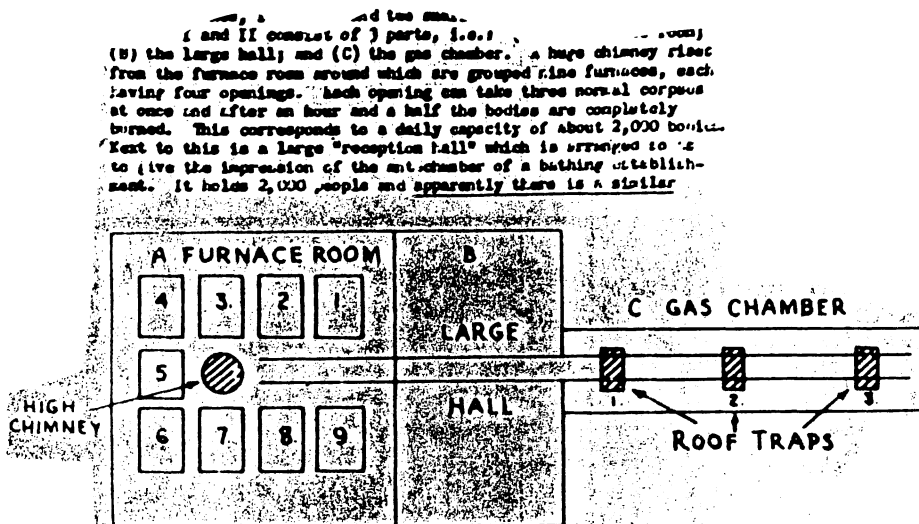 and two
I and II consist of 3 parts, i.e.: room;
(B) the large hall; and (C) the gas chamber. A huge chimney rises
from the furnace room around which are grouped nine furnaces, each
having four openings. Each opening can take three normal corpses
at once and after an hour and a half the bodies are completely
burned. This corresponds to a daily capacity of about 2,000 bodies.
Next to this is a large "reception hall" which is arranged so as
to give the impression of the antechamber of a bathing establish-
ment. It holds 2,000 people and apparently there is a similar
A FURNACE ROOM B
4 3 2 1
C GAS CHAMBER
LARGE
5
1 2 3
HALL
HIGH
CHIMNEY
6 7 8 9
ROOF TRAPS